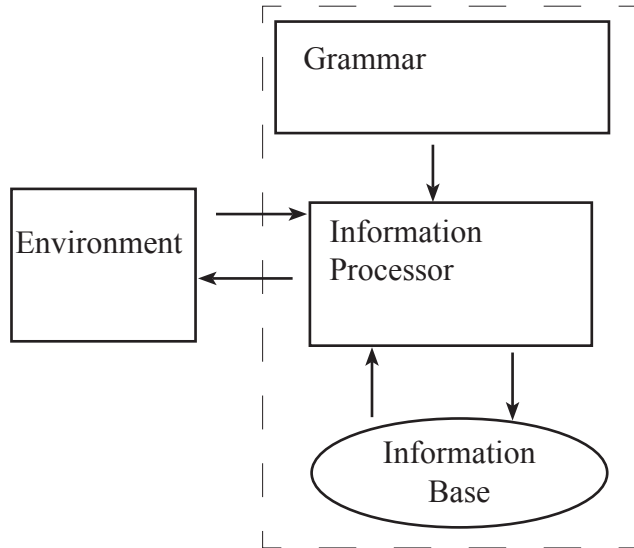 Grammar
Environment
Information
Processor
Information
Base